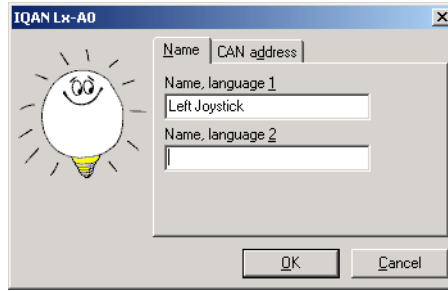 IQAN Lx-A0
Name CAN address
Name, language 1
Left Joystick
Name, language 2
OK Cancel